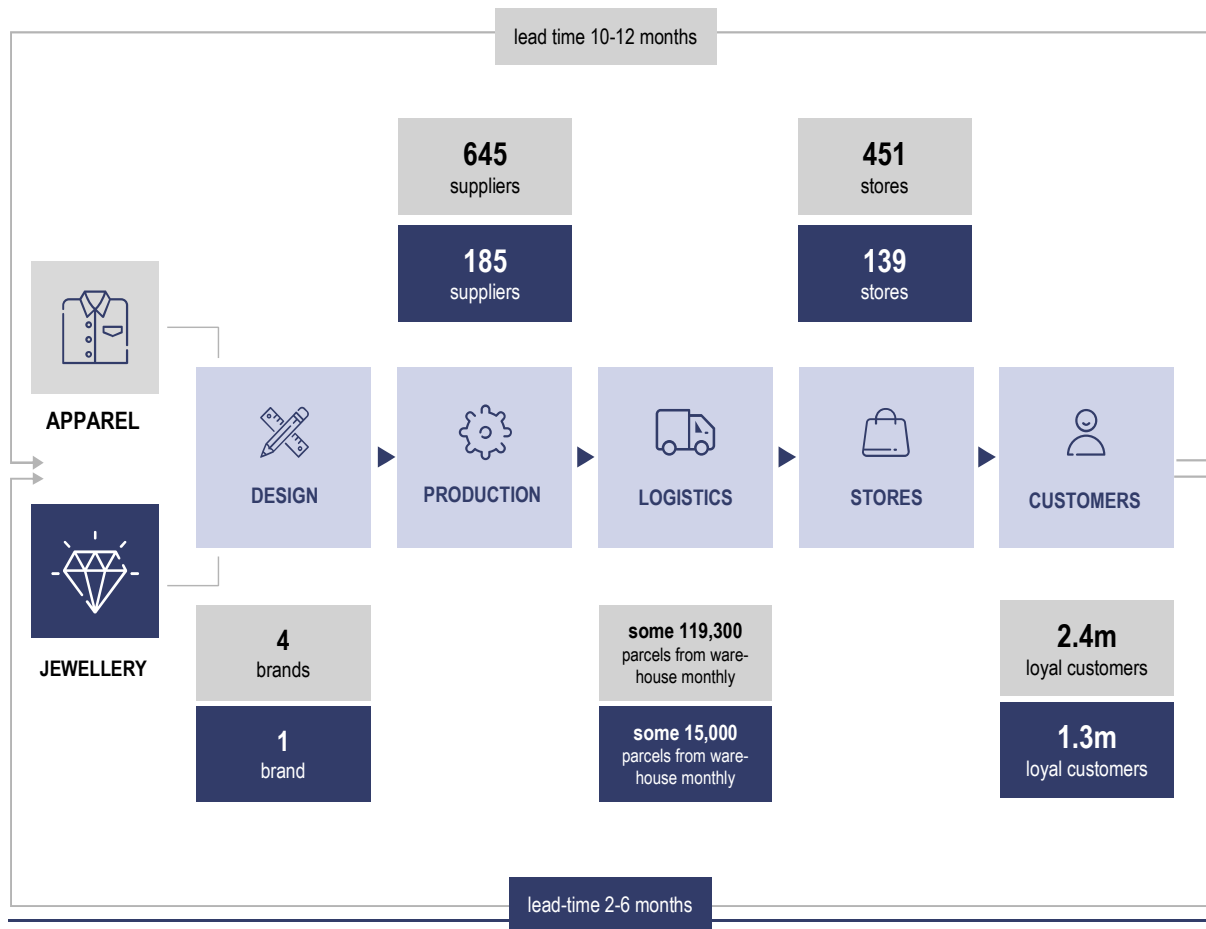 lead time 10-12 months
645
suppliers
451
stores
185
suppliers
139
stores
APPAREL
DESIGN
PRODUCTION
LOGISTICS
STORES
CUSTOMERS
JEWELLERY
4
brands
some 119,300
parcels from ware-
house monthly
2.4m
loyal customers
1
brand
some 15,000
parcels from ware-
house monthly
1.3m
loyal customers
lead-time 2-6 months